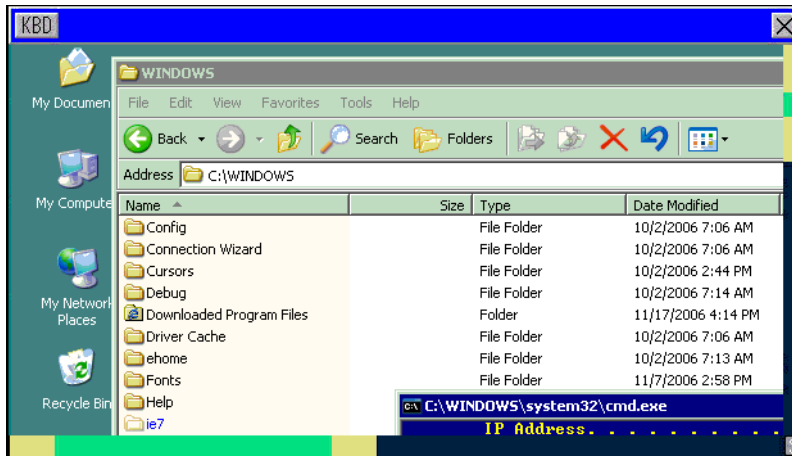 KBD
My Documen
My Compute
My Network
Places
Recycle Bin
WINDOWS
File Edit View Favorites Tools Help
Back Search Folders
Address C:\WINDOWS
Name Size Type Date Modified
Config File Folder 10/2/2006 7:06 AM
Connection Wizard File Folder 10/2/2006 7:06 AM
Cursors File Folder 10/2/2006 2:44 PM
Debug File Folder 10/2/2006 7:14 AM
Downloaded Program Files Folder 11/17/2006 4:14 PM
Driver Cache File Folder 10/2/2006 7:06 AM
ehome File Folder 10/2/2006 7:13 AM
Fonts File Folder 11/7/2006 2:58 PM
Help
ie7
C:\WINDOWS\system32\cmd.exe
IP Address. . . . . . . . . .